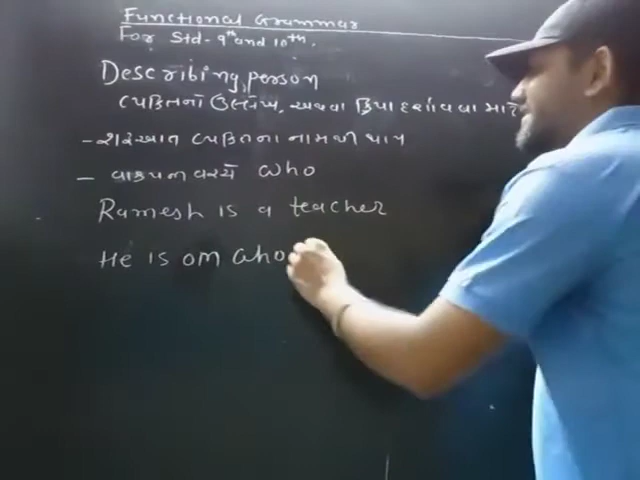 Functional Grammar
For Std - 9th and 10th.
Describing person
વ્યક્તિનો ઉલ્લેખ, અથવા ક્રિયા દર્શાવવા માટે
- શરૂઆત વ્યક્તિના નામથી થાય
- વાક્યની વચ્ચે who
Ramesh is a teacher
He is om who